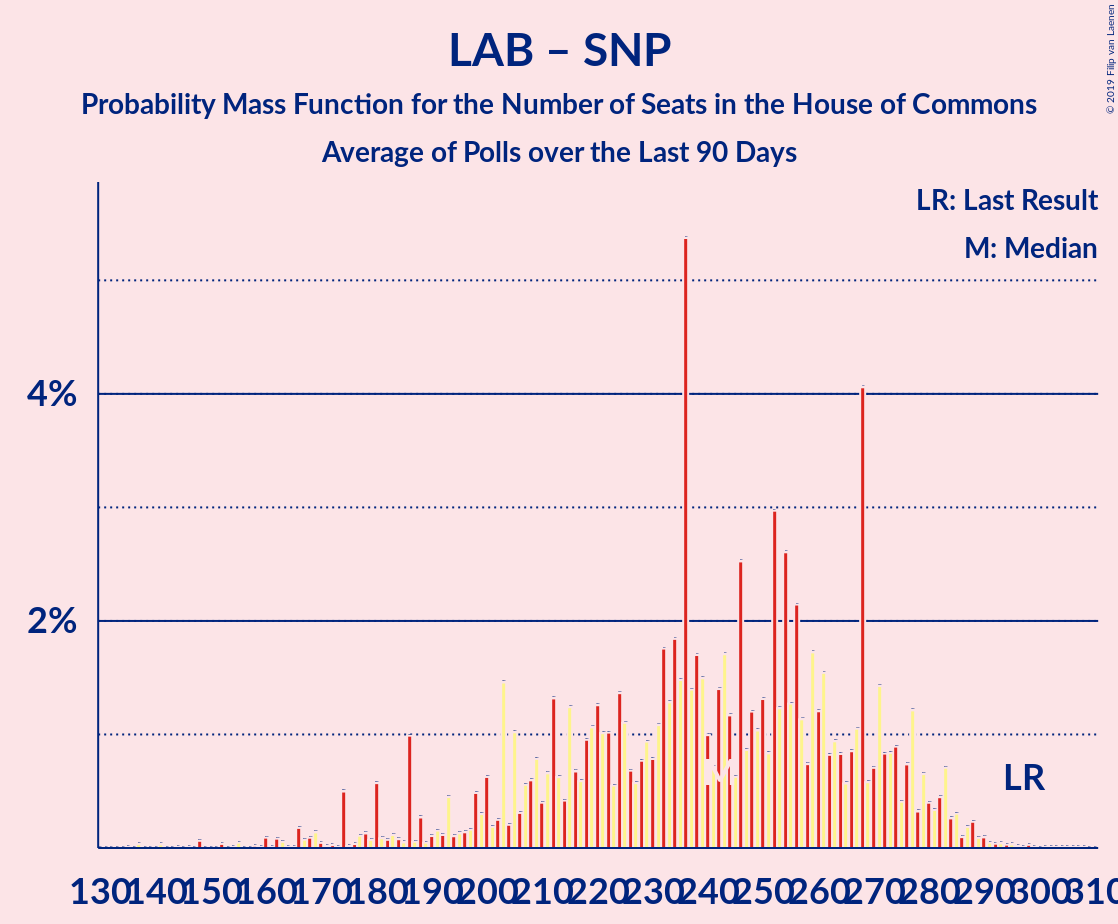 LAB – SNP
Probability Mass Function for the Number of Seats in the House of Commons
Average of Polls over the Last 90 Days
© 2019 Filip van Laenen
LR: Last Result
M: Median
4%
2%
M
LR
130 140 150 160 170 180 190 200 210 220 230 240 250 260 270 280 290 300 310